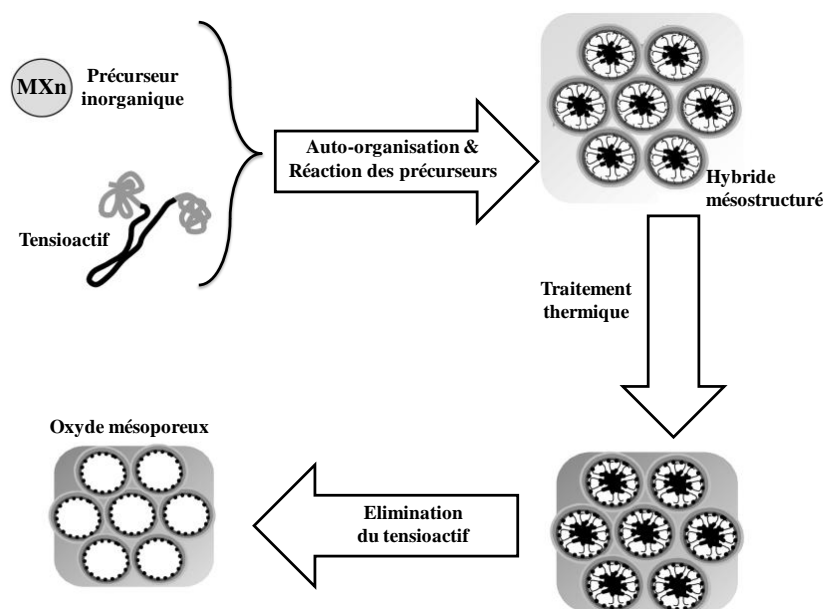 MXn
Précurseur
inorganique
Tensioactif
Auto-organisation &
Réaction des précurseurs
Hybride
mésostructuré
Traitement
thermique
Elimination
du tensioactif
Oxyde mésoporeux